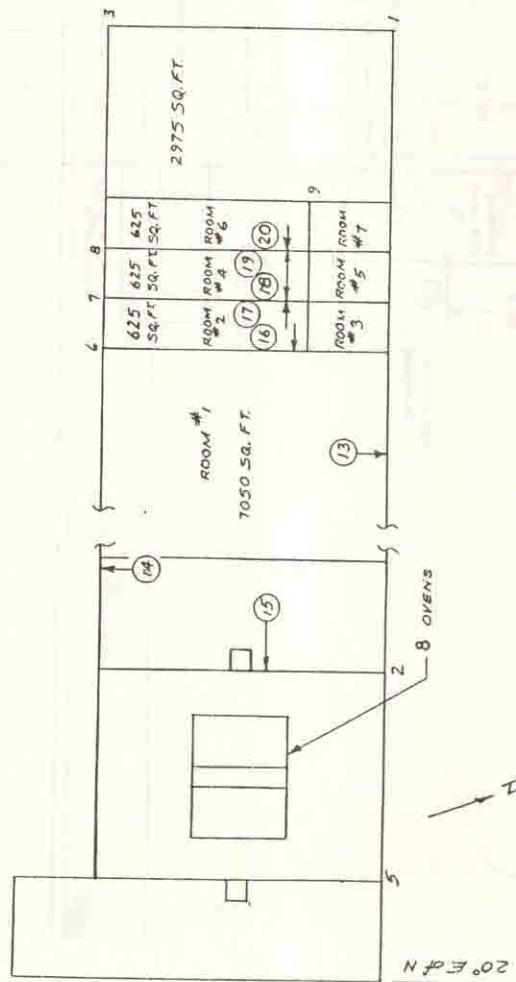 3
1
2975 SQ. FT.
9
625
SQ. FT.
ROOM
#6
20
ROOM
#7
8
625
SQ. FT.
ROOM
#4
19
18
ROOM
#5
7
625
SQ. FT.
ROOM
#2
17
16
ROOM
#3
6
ROOM #1
7050 SQ. FT.
13
14
15
2
8 OVENS
5
20° E of N